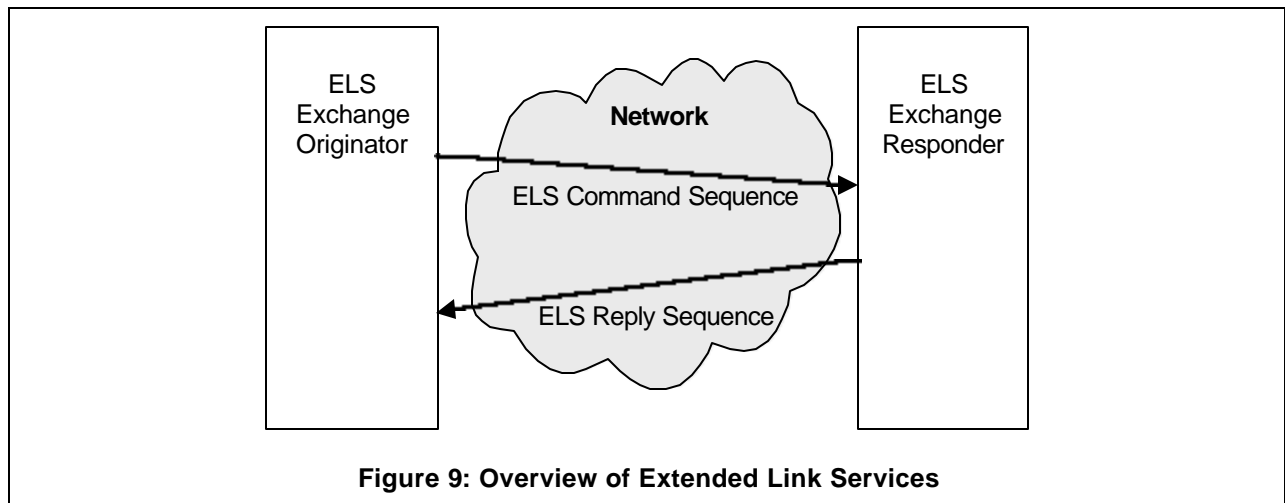 ELS
Exchange
Originator
Network
ELS
Exchange
Responder
ELS Command Sequence
ELS Reply Sequence
Figure 9: Overview of Extended Link Services